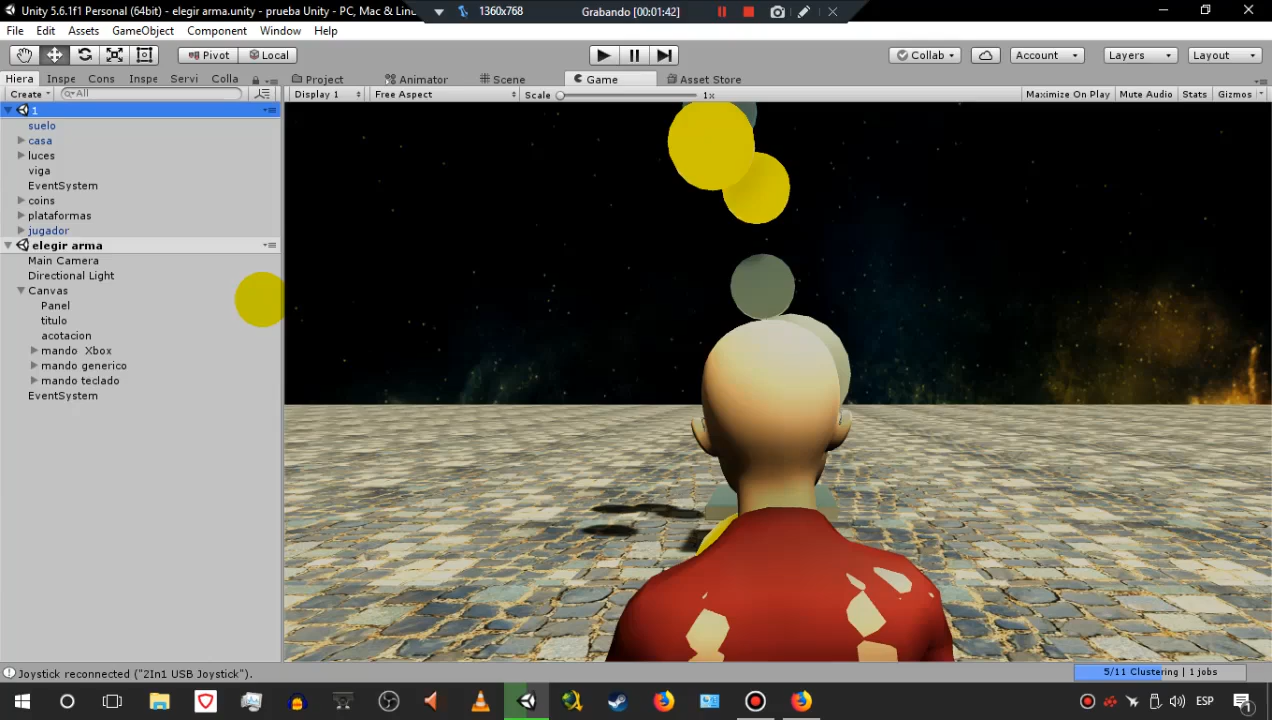 Unity 5.6.1f1 Personal (64bit) - elegir arma.unity - prueba Unity - PC, Mac & Linu
1360x768
Grabando [00:01:42]
File Edit Assets GameObject Component Window Help
Pivot Local
Collab Account Layers Layout
Hiera Inspe Cons Inspe Servi Colla
Project Animator Scene Game Asset Store
Create All
Display 1 Free Aspect Scale 1x Maximize On Play Mute Audio Stats Gizmos
1
suelo
casa
luces
viga
EventSystem
coins
plataformas
jugador
elegir arma
Main Camera
Directional Light
Canvas
Panel
titulo
acotacion
mando Xbox
mando generico
mando teclado
EventSystem
Joystick reconnected ("2In1 USB Joystick").
5/11 Clustering | 1 jobs
ESP
1